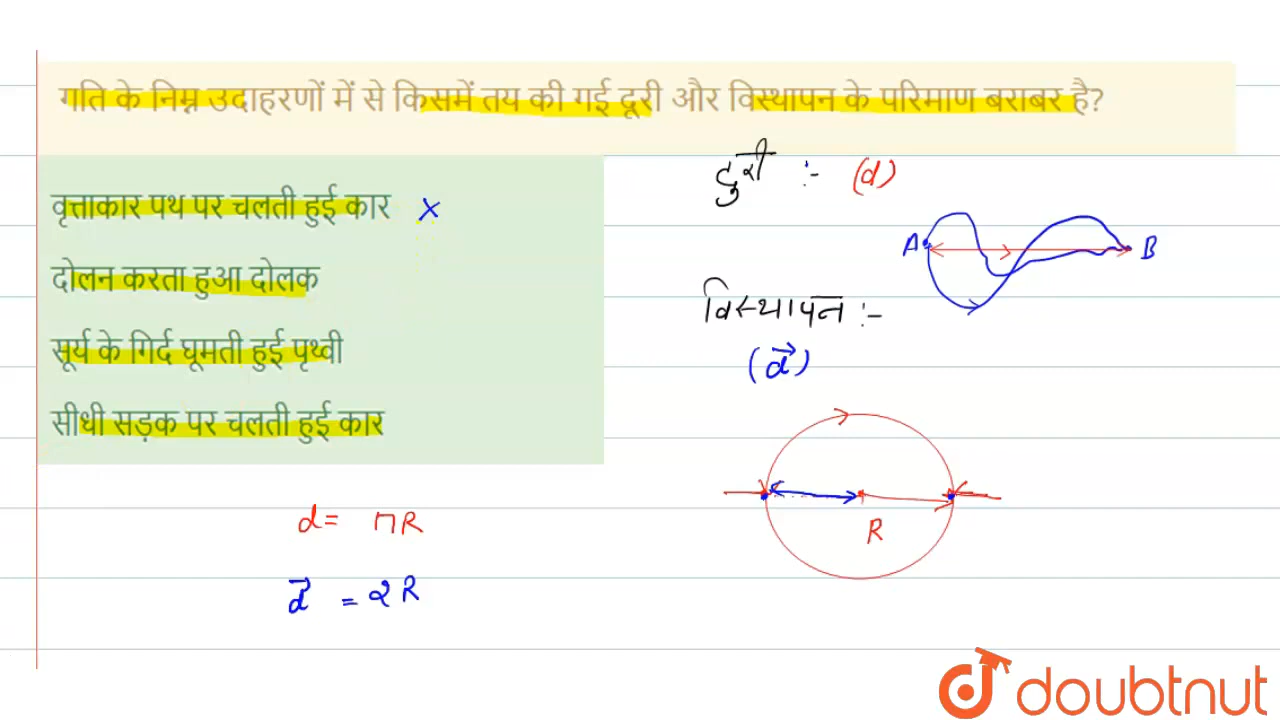 गति के निम्न उदाहरणों में से किसमें तय की गई दूरी और विस्थापन के परिमाण बराबर है?
वृत्ताकार पथ पर चलती हुई कार ×
दोलन करता हुआ दोलक
सूर्य के गिर्द घूमती हुई पृथ्वी
सीधी सड़क पर चलती हुई कार
d = πR
d⃗ = 2R
दुरी :- (d)
A B
विस्थापन :-
(d⃗)
R
doubtnut